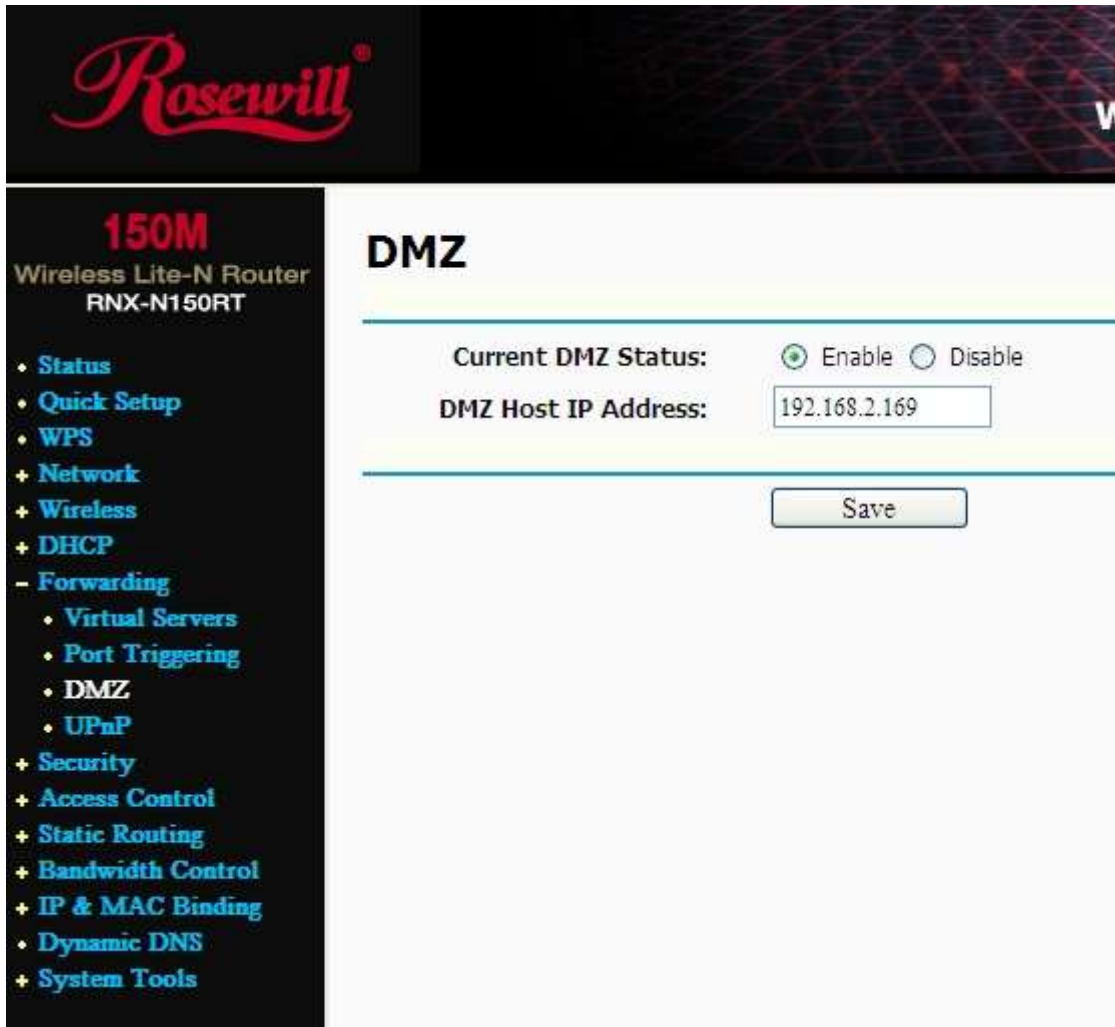 Rosewill®
W
150M
Wireless Lite-N Router
RNX-N150RT
Status
Quick Setup
WPS
Network
Wireless
DHCP
Forwarding
Virtual Servers
Port Triggering
DMZ
UPnP
Security
Access Control
Static Routing
Bandwidth Control
IP & MAC Binding
Dynamic DNS
System Tools
DMZ
Current DMZ Status: Enable Disable
DMZ Host IP Address: 192.168.2.169
Save